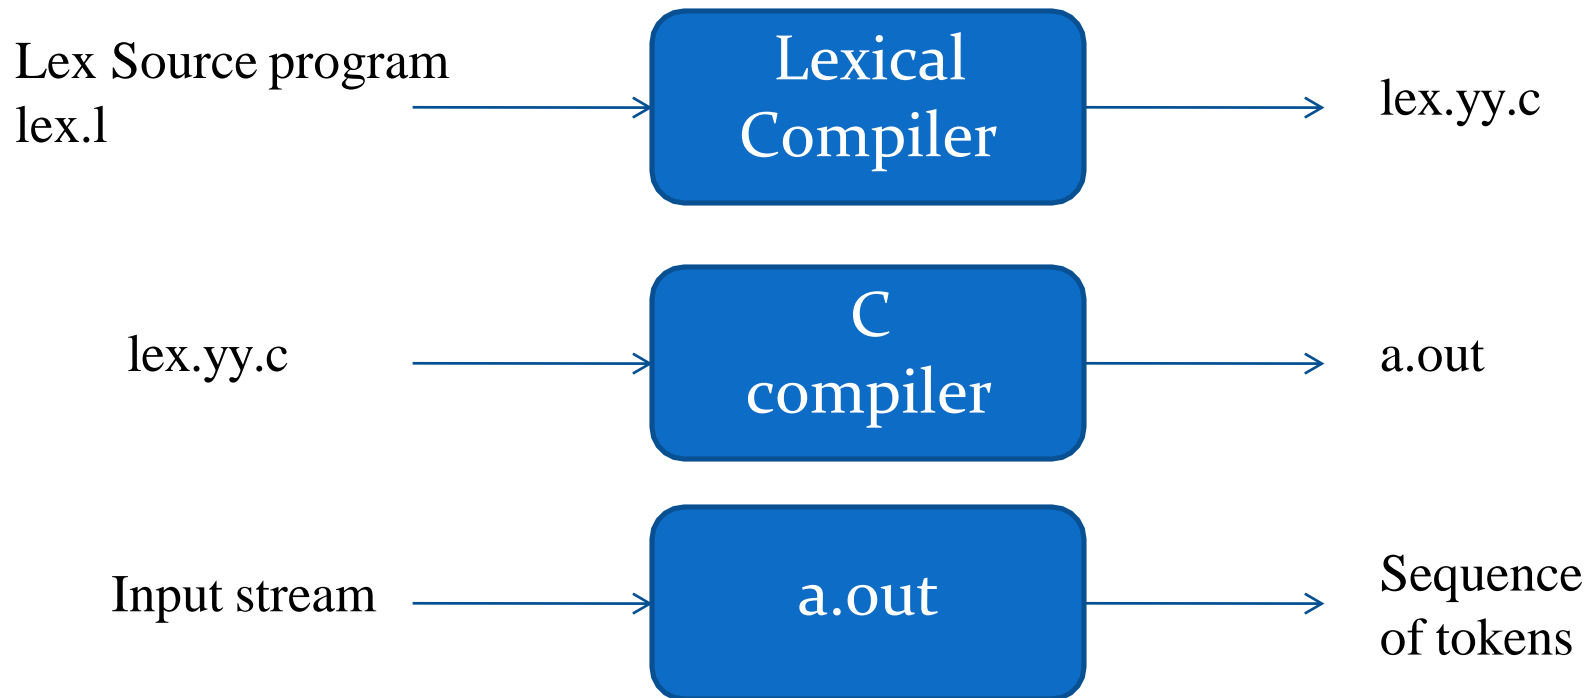 Lex Source program
lex.l
Lexical
Compiler
lex.yy.c
lex.yy.c
C
compiler
a.out
Input stream
a.out
Sequence
of tokens